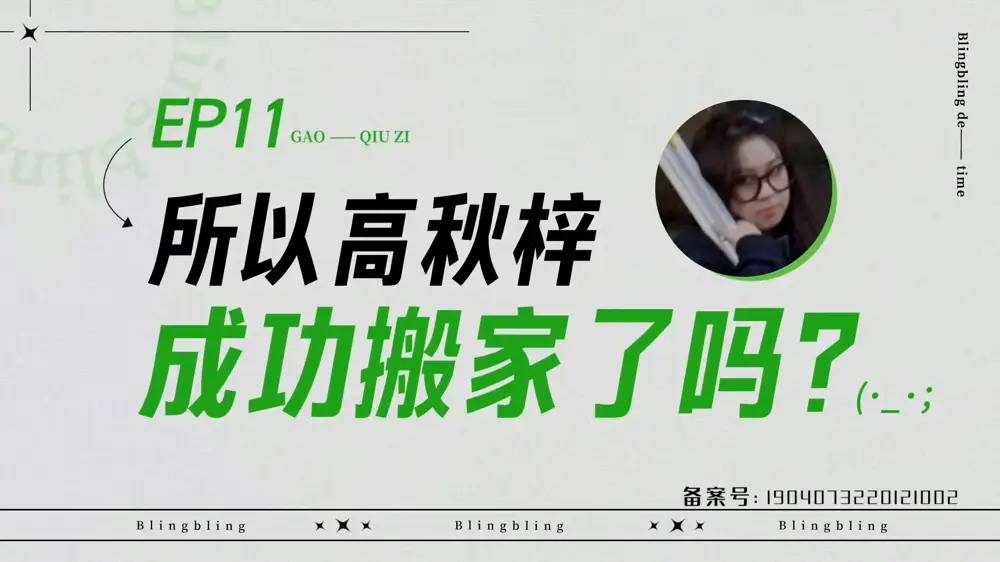 EP11 GAO —— QIU ZI
所以高秋梓
成功搬家了吗?(·_·;
Blingbling de—— time
备案号:1904073220121002
Blingbling Blingbling Blingbling